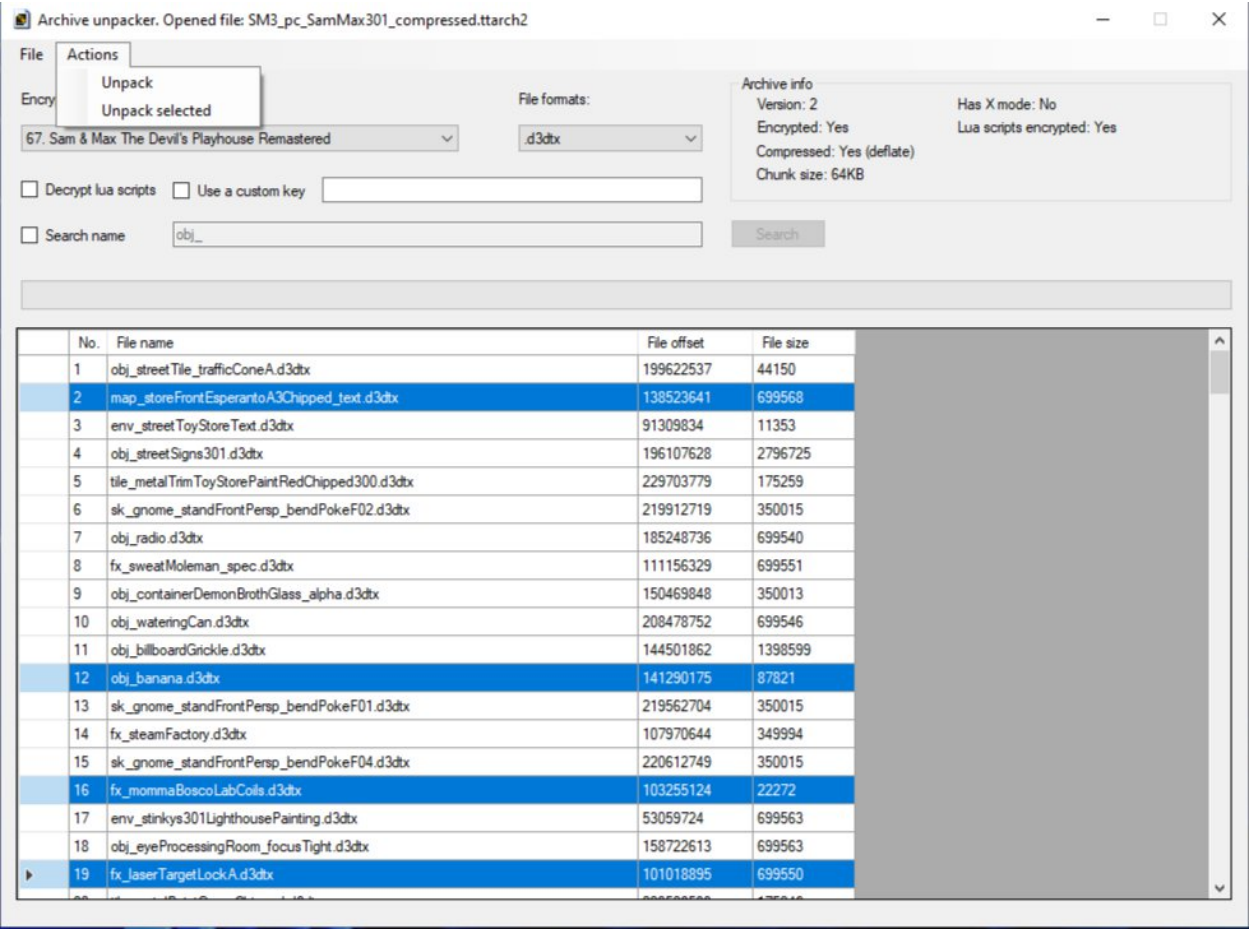 Archive unpacker. Opened file: SM3_pc_SamMax301_compressed.ttarch2
File Actions
Unpack
Unpack selected
Encry
File formats:
67. Sam & Max The Devil's Playhouse Remastered
.d3dtx
Archive info
Version: 2
Has X mode: No
Encrypted: Yes
Lua scripts encrypted: Yes
Compressed: Yes (deflate)
Chunk size: 64KB
Decrypt lua scripts Use a custom key
Search name obj_ Search
No. File name File offset File size
1 obj_streetTile_trafficConeA.d3dtx 199622537 44150
2 map_storeFrontEsperantoA3Chipped_text.d3dtx 138523641 699568
3 env_streetToyStoreText.d3dtx 91309834 11353
4 obj_streetSigns301.d3dtx 196107628 2796725
5 tile_metalTrimToyStorePaintRedChipped300.d3dtx 229703779 175259
6 sk_gnome_standFrontPersp_bendPokeF02.d3dtx 219912719 350015
7 obj_radio.d3dtx 185248736 699540
8 fx_sweatMoleman_spec.d3dtx 111156329 699551
9 obj_containerDemonBrothGlass_alpha.d3dtx 150469848 350013
10 obj_wateringCan.d3dtx 208478752 699546
11 obj_billboardGrickle.d3dtx 144501862 1398599
12 obj_banana.d3dtx 141290175 87821
13 sk_gnome_standFrontPersp_bendPokeF01.d3dtx 219562704 350015
14 fx_steamFactory.d3dtx 107970644 349994
15 sk_gnome_standFrontPersp_bendPokeF04.d3dtx 220612749 350015
16 fx_mommaBoscoLabCoils.d3dtx 103255124 22272
17 env_stinkys301LighthousePainting.d3dtx 53059724 699563
18 obj_eyeProcessingRoom_focusTight.d3dtx 158722613 699563
19 fx_laserTargetLockA.d3dtx 101018895 699550